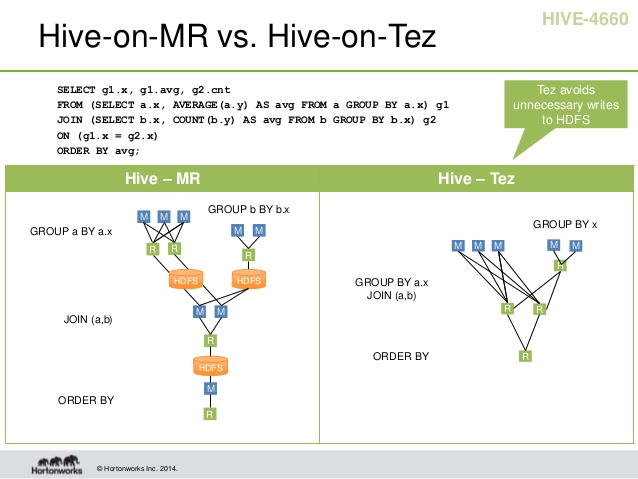 HIVE-4660
Hive-on-MR vs. Hive-on-Tez
SELECT g1.x, g1.avg, g2.cnt
FROM (SELECT a.x, AVERAGE(a.y) AS avg FROM a GROUP BY a.x) g1
JOIN (SELECT b.x, COUNT(b.y) AS avg FROM b GROUP BY b.x) g2
ON (g1.x = g2.x)
ORDER BY avg;
Tez avoids
unnecessary writes
to HDFS
Hive – MR
GROUP b BY b.x
M M M
M M
GROUP a BY a.x
R R
R
HDFS
HDFS
M M
JOIN (a,b)
R
HDFS
M
ORDER BY
R
Hive – Tez
GROUP BY x
M M M
M M
R
GROUP BY a.x
JOIN (a,b)
R R
ORDER BY
R
Hortonworks
© Hortonworks Inc. 2014.